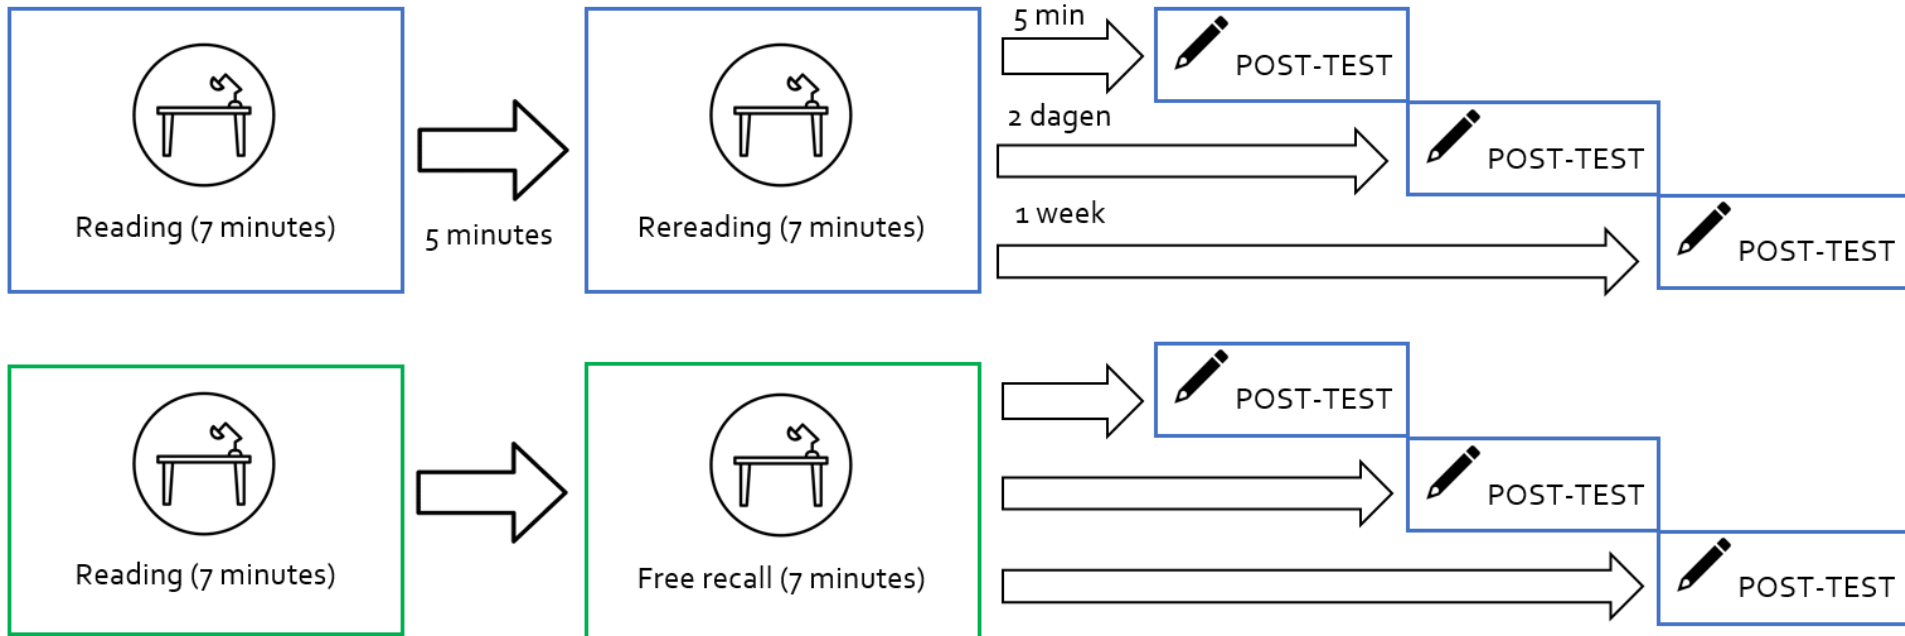 5 min
POST-TEST
2 dagen
POST-TEST
1 week
POST-TEST
Reading (7 minutes)
5 minutes
Rereading (7 minutes)
POST-TEST
POST-TEST
POST-TEST
Reading (7 minutes)
Free recall (7 minutes)